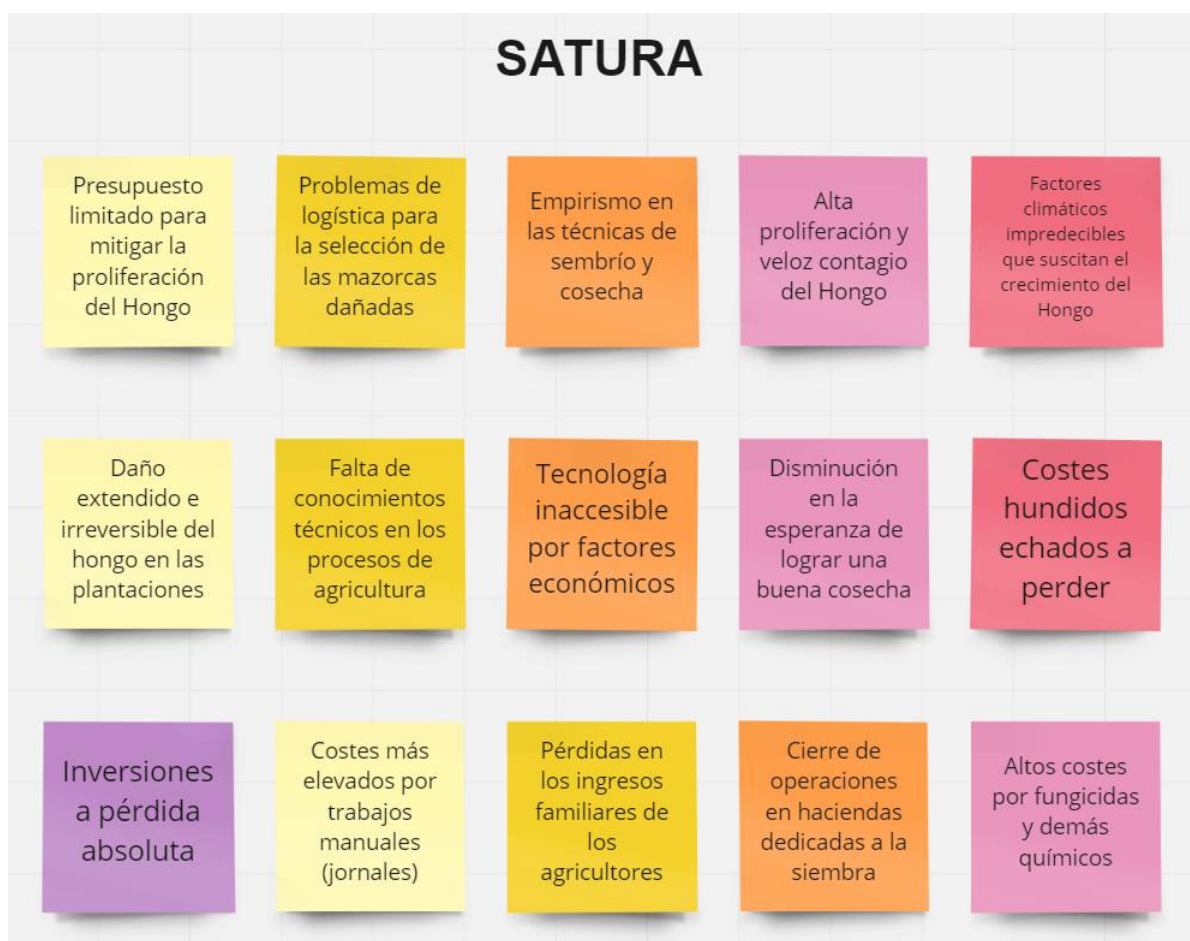 SATURA
Presupuesto
limitado para
mitigar la
proliferación
del Hongo
Problemas de
logística para
la selección de
las mazorcas
dañadas
Empirismo en
las técnicas de
sembrío y
cosecha
Alta
proliferación y
veloz contagio
del Hongo
Factores
climáticos
impredecibles
que suscitan el
crecimiento del
Hongo
Daño
extendido e
irreversible del
hongo en las
plantaciones
Falta de
conocimientos
técnicos en los
procesos de
agricultura
Tecnología
inaccesible
por factores
económicos
Disminución
en la
esperanza de
lograr una
buena cosecha
Costes
hundidos
echados a
perder
Inversiones
a pérdida
absoluta
Costes más
elevados por
trabajos
manuales
(jornales)
Pérdidas en
los ingresos
familiares de
los
agricultores
Cierre de
operaciones
en haciendas
dedicadas a la
siembra
Altos costes
por fungicidas
y demás
químicos